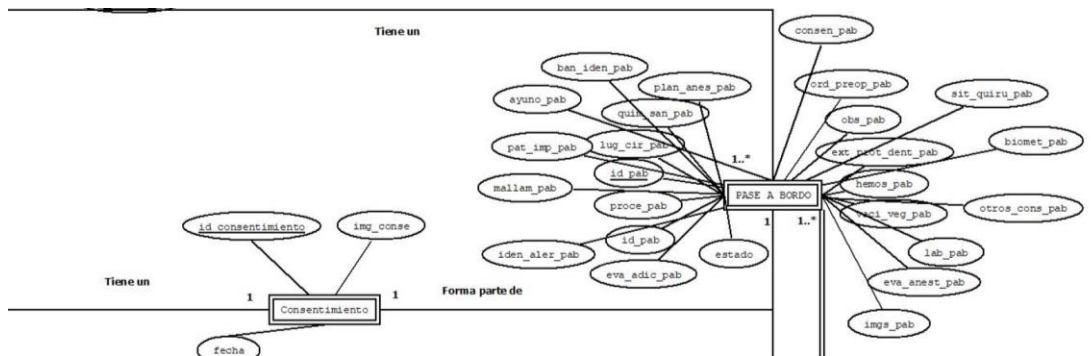 Tiene un
consen_pab
ban_iden_pab
plan_anes_pab
ord_preop_pab
sit_quiru_pab
ayuno_pab
quim_san_pab
obs_pab
pat_imp_pab
lug_cir_pab
1..*
ext_prot_dent_pab
biomet_pab
id_pab
PASE A BORDO
hemos_pab
mallam_pab
proce_pab
1
1..*
vaci_veg_pab
otros_cons_pab
id_consentimiento
img_conse
iden_aler_pab
id_pab
estado
lab_pab
eva_adic_pab
eva_anest_pab
Tiene un
1
1
Forma parte de
Consentimiento
imgs_pab
fecha